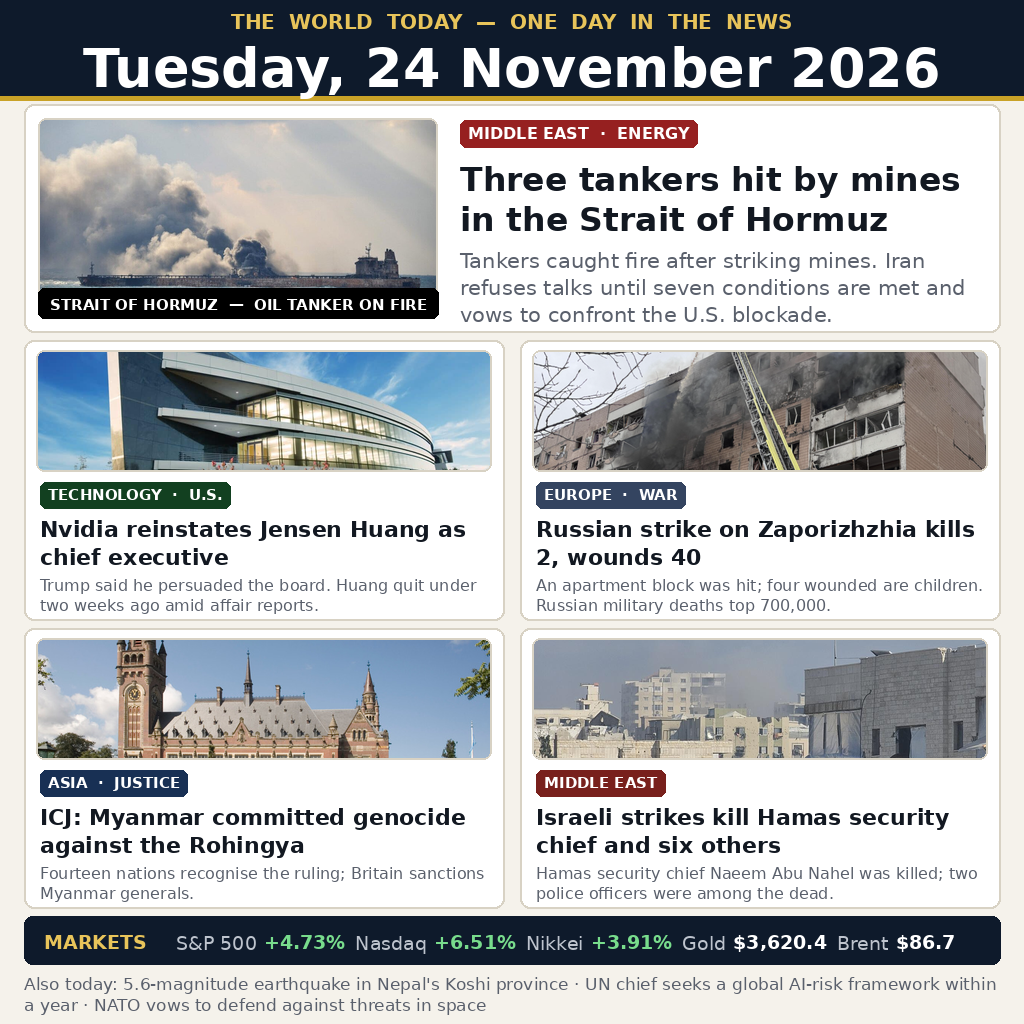 THE WORLD TODAY — ONE DAY IN THE NEWS
Tuesday, 24 November 2026
STRAIT OF HORMUZ — OIL TANKER ON FIRE
MIDDLE EAST · ENERGY
Three tankers hit by mines
in the Strait of Hormuz
Tankers caught fire after striking mines. Iran
refuses talks until seven conditions are met and
vows to confront the U.S. blockade.
TECHNOLOGY · U.S.
Nvidia reinstates Jensen Huang as
chief executive
Trump said he persuaded the board. Huang quit under
two weeks ago amid affair reports.
EUROPE · WAR
Russian strike on Zaporizhzhia kills
2, wounds 40
An apartment block was hit; four wounded are children.
Russian military deaths top 700,000.
ASIA · JUSTICE
ICJ: Myanmar committed genocide
against the Rohingya
Fourteen nations recognise the ruling; Britain sanctions
Myanmar generals.
MIDDLE EAST
Israeli strikes kill Hamas security
chief and six others
Hamas security chief Naeem Abu Nahel was killed; two
police officers were among the dead.
MARKETS S&P 500 +4.73% Nasdaq +6.51% Nikkei +3.91% Gold $3,620.4 Brent $86.7
Also today: 5.6-magnitude earthquake in Nepal's Koshi province · UN chief seeks a global AI-risk framework within
a year · NATO vows to defend against threats in space